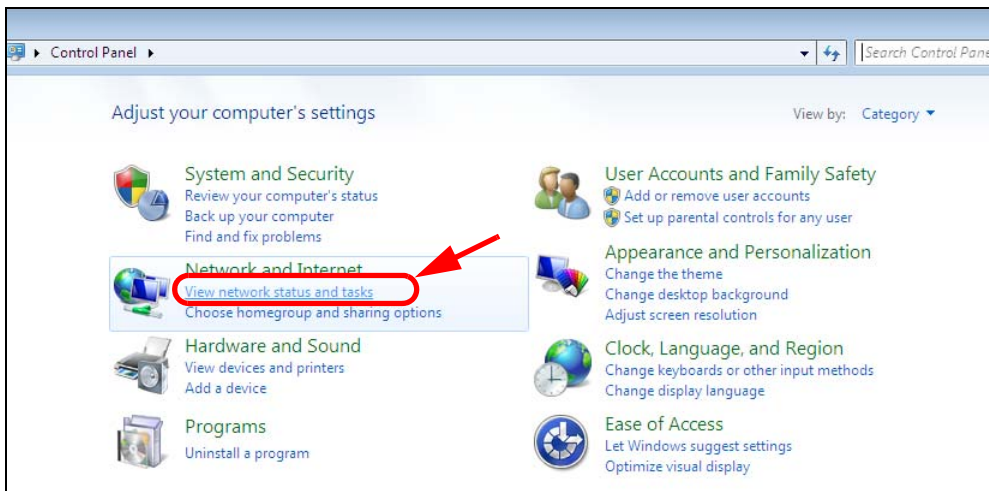 Control Panel
Search Control Pane
Adjust your computer's settings
View by: Category
System and Security
Review your computer's status
Back up your computer
Find and fix problems
Network and Internet
View network status and tasks
Choose homegroup and sharing options
Hardware and Sound
View devices and printers
Add a device
Programs
Uninstall a program
User Accounts and Family Safety
Add or remove user accounts
Set up parental controls for any user
Appearance and Personalization
Change the theme
Change desktop background
Adjust screen resolution
Clock, Language, and Region
Change keyboards or other input methods
Change display language
Ease of Access
Let Windows suggest settings
Optimize visual display